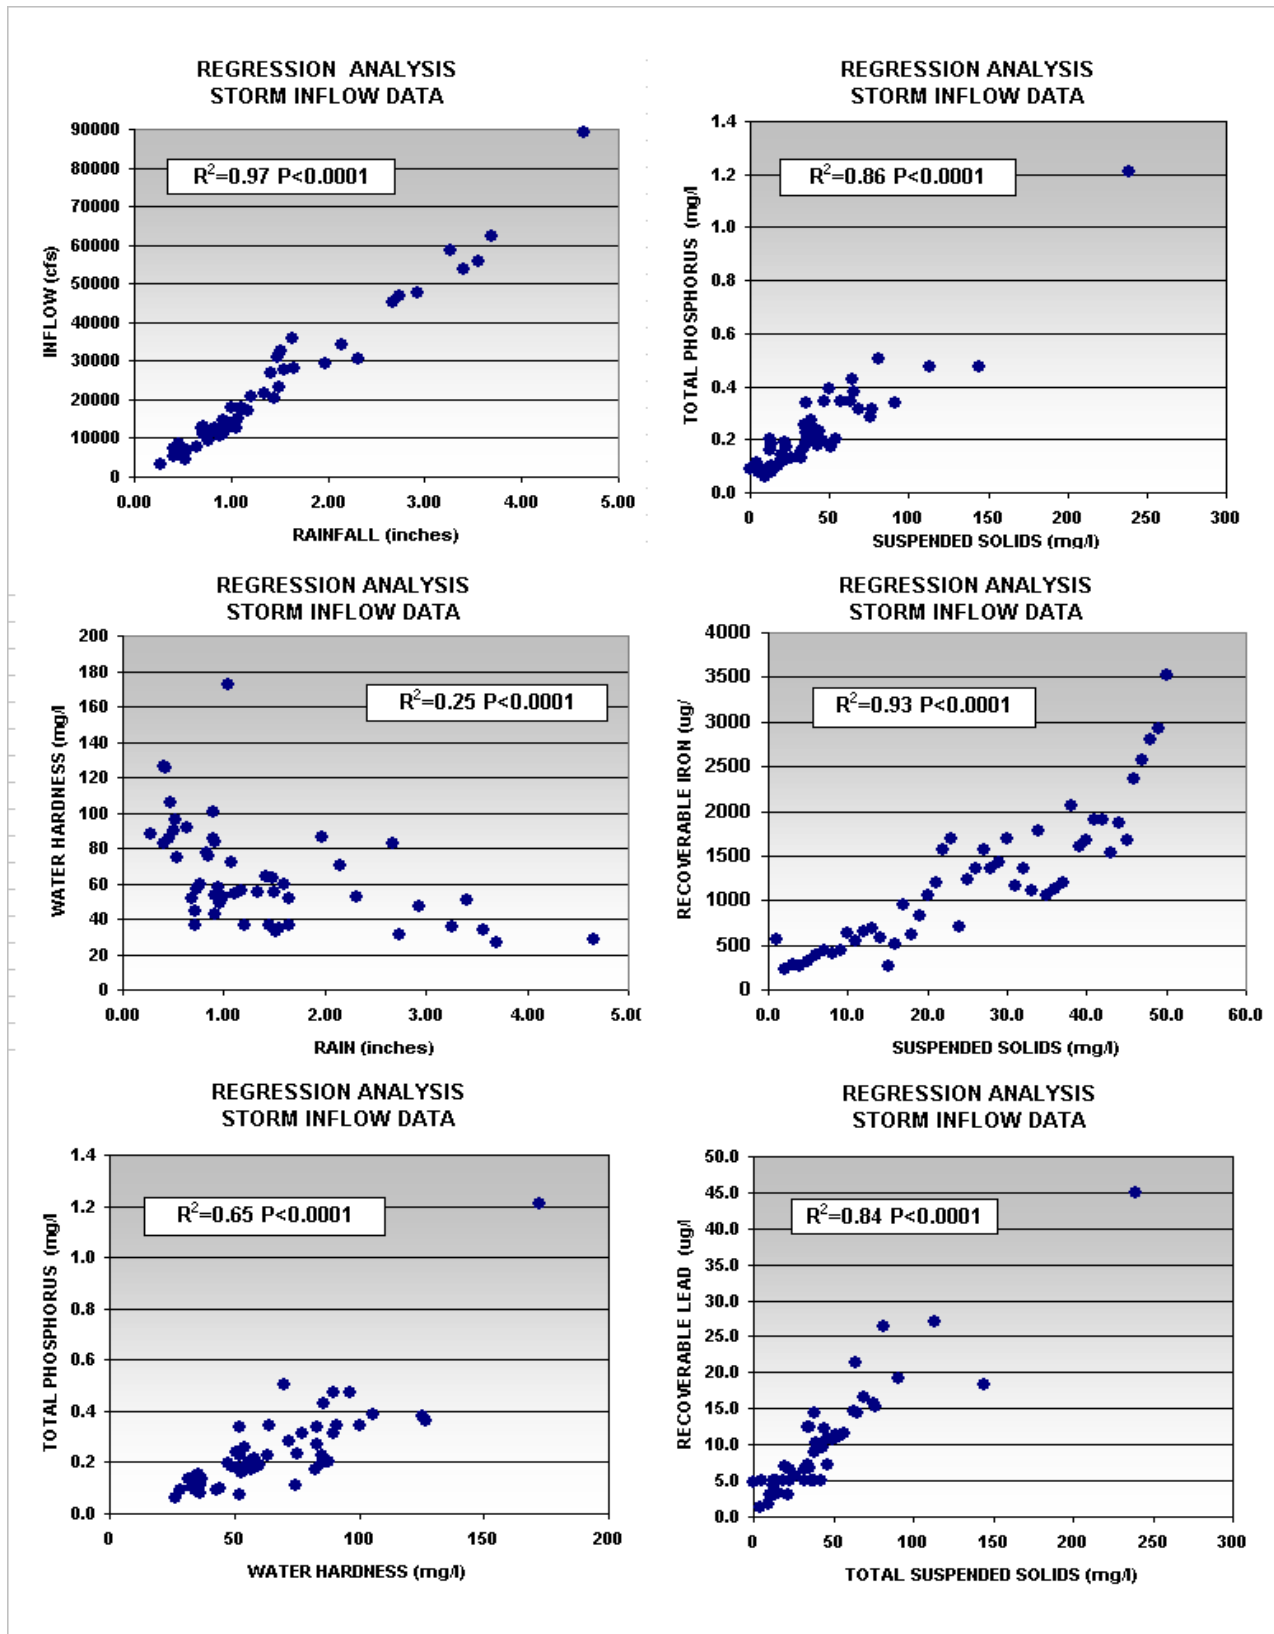 REGRESSION ANALYSIS
STORM INFLOW DATA
90000
80000
70000
60000
50000
40000
30000
20000
10000
0
INFLOW (cfs)
R²=0.97 P<0.0001
0.00 1.00 2.00 3.00 4.00 5.00
RAINFALL (inches)
REGRESSION ANALYSIS
STORM INFLOW DATA
1.4
1.2
1.0
0.8
0.6
0.4
0.2
0.0
TOTAL PHOSPHORUS (mg/l)
R²=0.86 P<0.0001
0 50 100 150 200 250 300
SUSPENDED SOLIDS (mg/l)
REGRESSION ANALYSIS
STORM INFLOW DATA
200
180
160
140
120
100
80
60
40
20
0
WATER HARDNESS (mg/l
R²=0.25 P<0.0001
0.00 1.00 2.00 3.00 4.00 5.00
RAIN (inches)
REGRESSION ANALYSIS
STORM INFLOW DATA
4000
3500
3000
2500
2000
1500
1000
500
0
RECOVERABLE IRON (ug/
R²=0.93 P<0.0001
0.0 10.0 20.0 30.0 40.0 50.0 60.0
SUSPENDED SOLIDS (mg/l)
REGRESSION ANALYSIS
STORM INFLOW DATA
1.4
1.2
1.0
0.8
0.6
0.4
0.2
0.0
TOTAL PHOSPHORUS (mg/l
R²=0.65 P<0.0001
0 50 100 150 200
WATER HARDNESS (mg/l)
REGRESSION ANALYSIS
STORM INFLOW DATA
50.0
45.0
40.0
35.0
30.0
25.0
20.0
15.0
10.0
5.0
0.0
RECOVERABLE LEAD (ug/l
R²=0.84 P<0.0001
0 50 100 150 200 250 300
TOTAL SUSPENDED SOLIDS (mg/l)